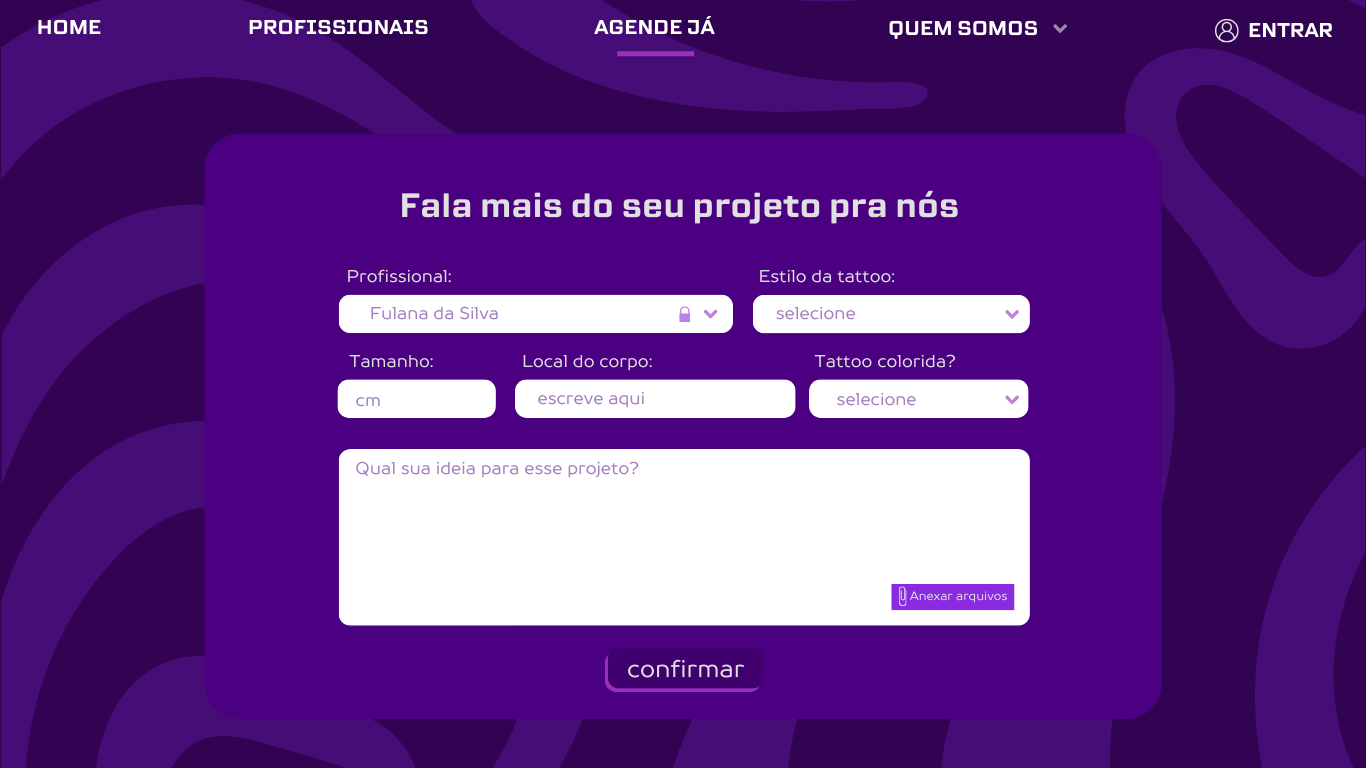 HOME PROFISSIONAIS AGENDE JÁ QUEM SOMOS ENTRAR
Fala mais do seu projeto pra nós
Profissional: Estilo da tattoo:
Fulana da Silva selecione
Tamanho: Local do corpo: Tattoo colorida?
cm escreve aqui selecione
Qual sua ideia para esse projeto?
Anexar arquivos
confirmar